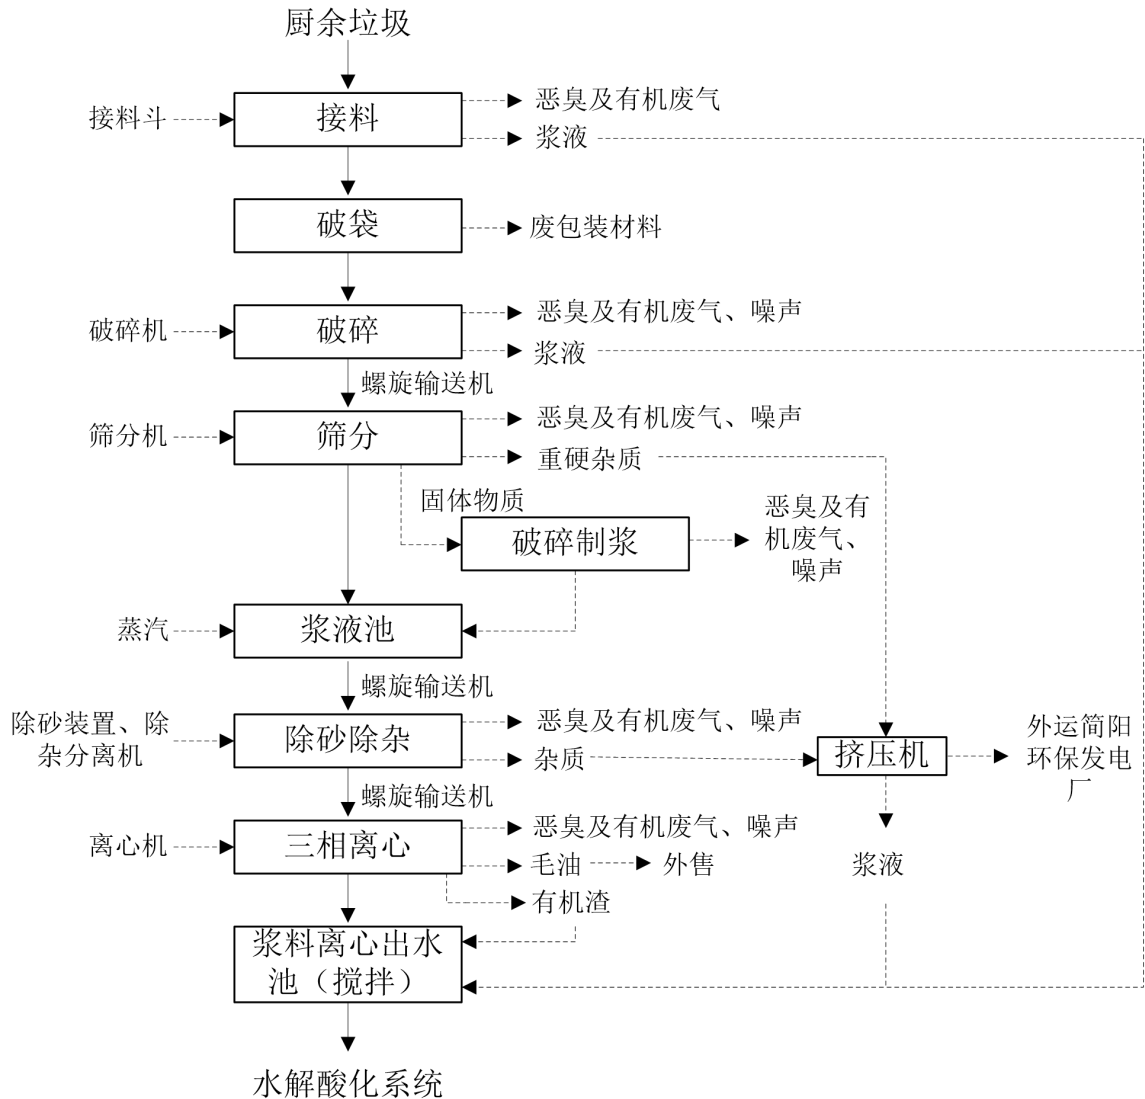 厨余垃圾
接料斗
接料
恶臭及有机废气
浆液
破袋
废包装材料
破碎机
破碎
恶臭及有机废气、噪声
浆液
螺旋输送机
筛分机
筛分
恶臭及有机废气、噪声
重硬杂质
固体物质
破碎制浆
恶臭及有
机废气、
噪声
蒸汽
浆液池
螺旋输送机
除砂装置、除
杂分离机
除砂除杂
恶臭及有机废气、噪声
杂质
挤压机
外运简阳
环保发电
厂
螺旋输送机
离心机
三相离心
恶臭及有机废气、噪声
毛油
外售
浆液
有机渣
浆料离心出水
池（搅拌）
水解酸化系统